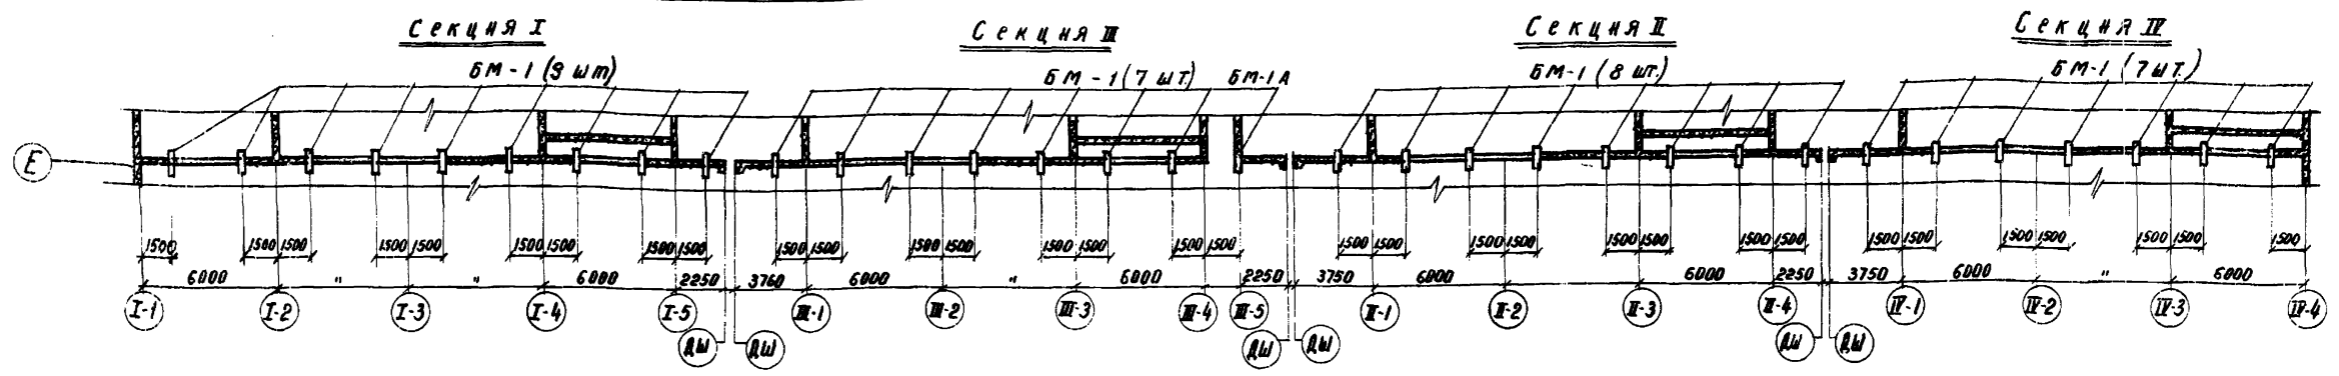 Секция I
Секция III
Секция II
Секция IV
БМ-1 (9 шт)
БМ-1 (7 шт.)
БМ-1А
БМ-1 (8 шт.)
БМ-1 (7 шт.)
Е
1500 1500 1500 1500 1500 1500 1500 1500 1500 1500 1500 1500 1500 1500 1500 1500 1500 1500 1500 1500 1500 1500 1500 1500 1500 1500 1500 1500 1500 1500 1500 1500
6000 " " 6000 2250 3760 6000 " 6000 2250 3750 6000 6000 2250 3750 6000 " 6000
I-1 I-2 I-3 I-4 I-5 III-1 III-2 III-3 III-4 III-5 II-1 II-2 II-3 II-4 IV-1 IV-2 IV-3 IV-4
ДШ ДШ ДШ ДШ ДШ ДШ